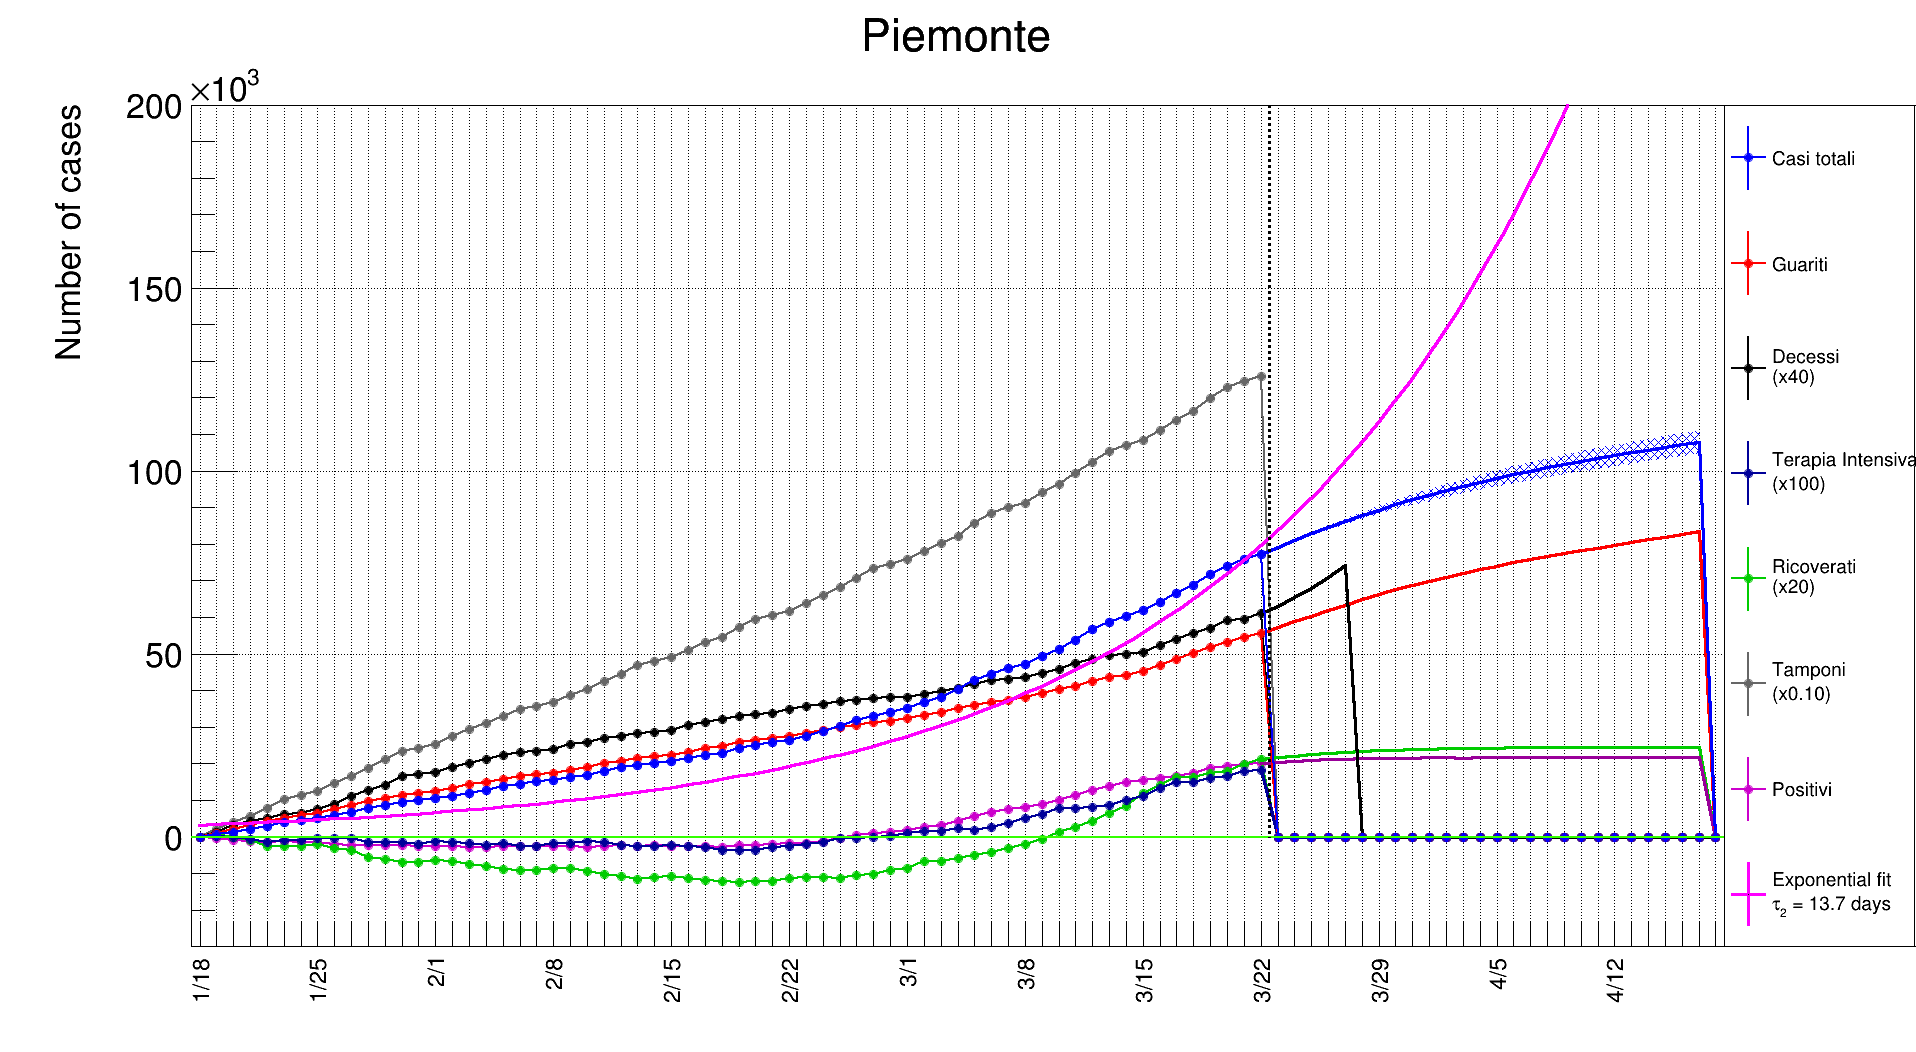 Piemonte
×10³
Number of cases
200
150
100
50
0
1/18 1/25 2/1 2/8 2/15 2/22 3/1 3/8 3/15 3/22 3/29 4/5 4/12
Casi totali
Guariti
Decessi
(x40)
Terapia Intensiva
(x100)
Ricoverati
(x20)
Tamponi
(x0.10)
Positivi
Exponential fit
τ₂ = 13.7 days